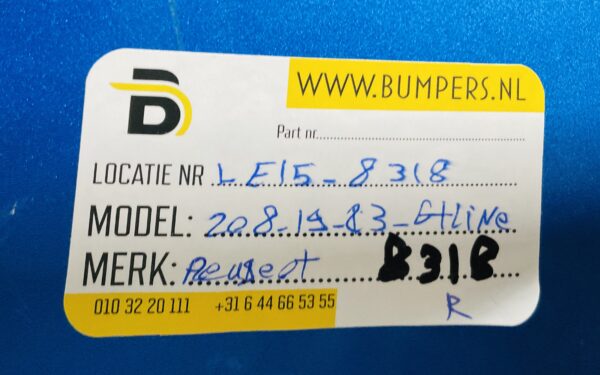 WWW.BUMPERS.NL
B
Part nr.
LOCATIE NR LE15-8318
MODEL: 208-19-83-GtLiNe
MERK: Peugeot 8318
010 32 20 111 +31 6 44 66 53 55
R